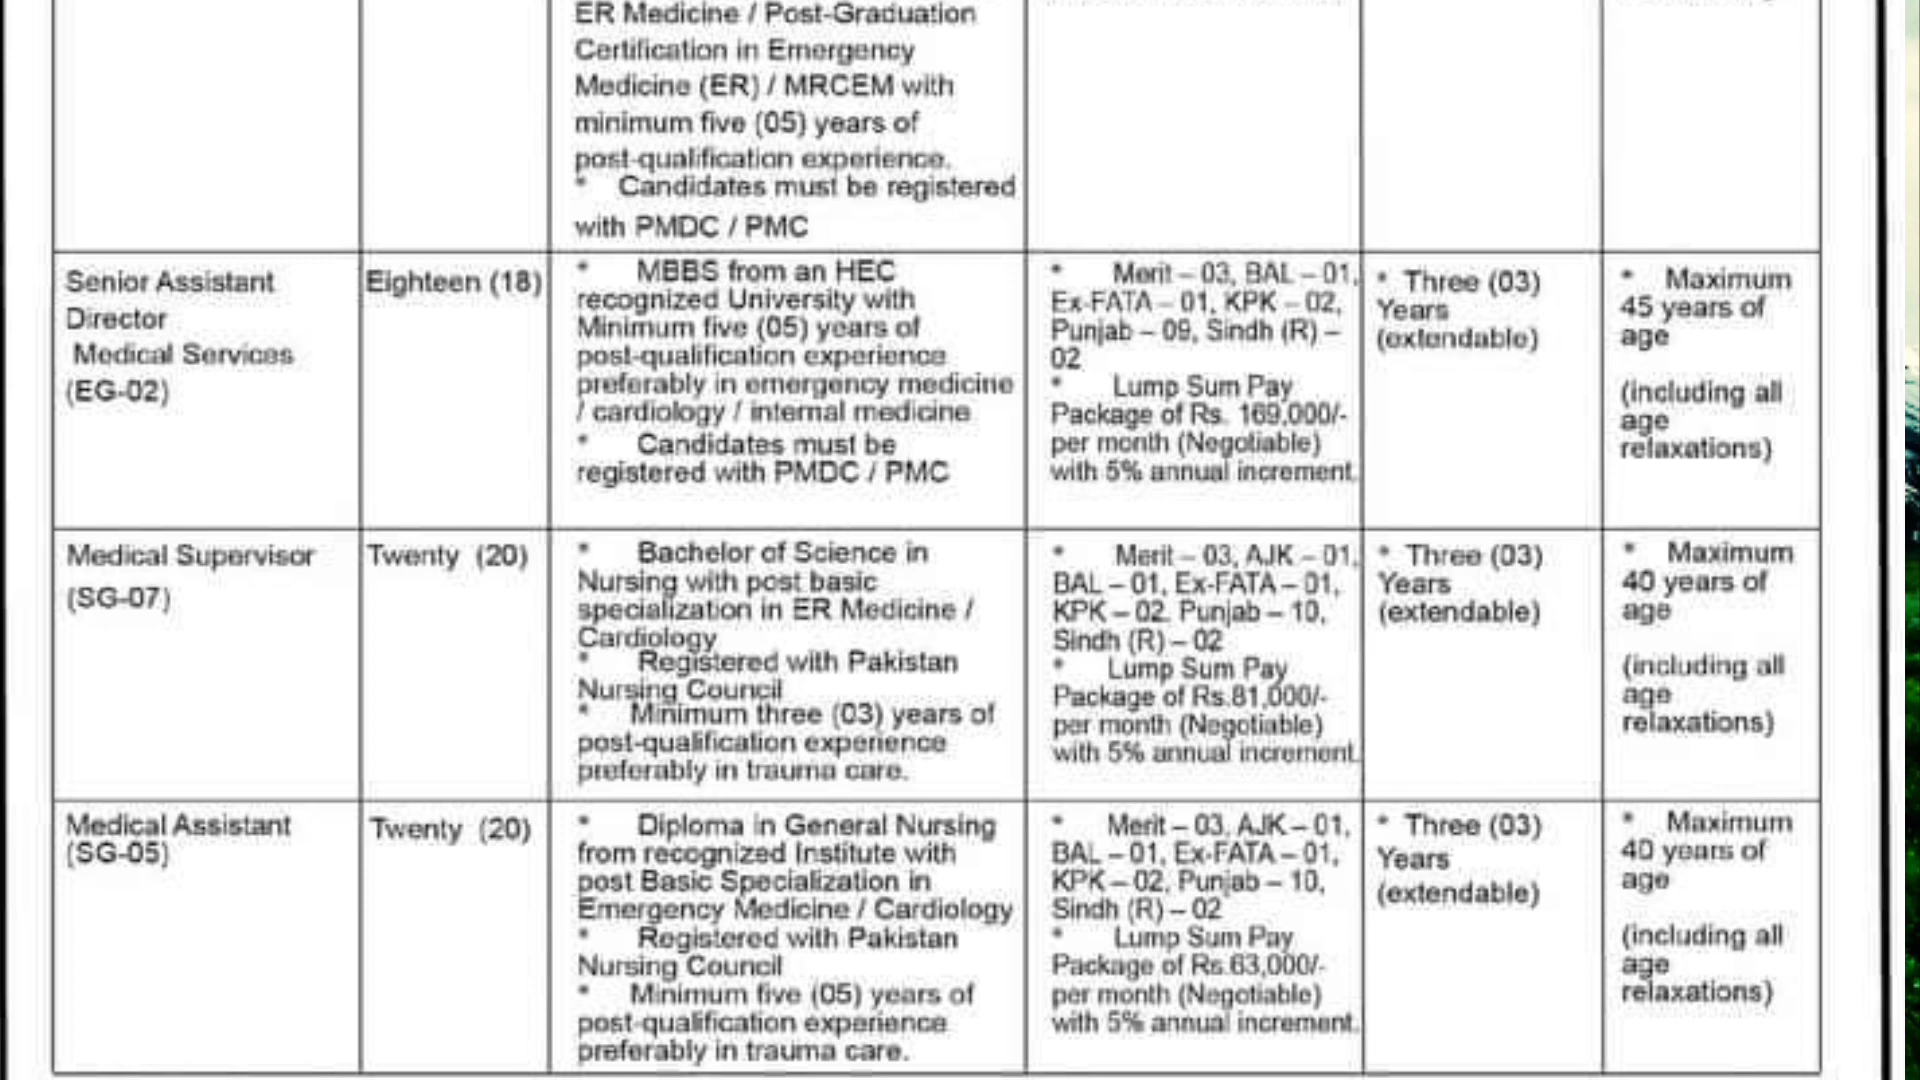 ER Medicine / Post-Graduation
Certification in Emergency
Medicine (ER) / MRCEM with
minimum five (05) years of
post-qualification experience.
* Candidates must be registered
with PMDC / PMC
Senior Assistant
Director
Medical Services
(EG-02)
Eighteen (18)
* MBBS from an HEC
recognized University with
Minimum five (05) years of
post-qualification experience
preferably in emergency medicine
/ cardiology / internal medicine
* Candidates must be
registered with PMDC / PMC
* Merit – 03, BAL – 01,
Ex-FATA – 01, KPK – 02,
Punjab – 09, Sindh (R) –
02
* Lump Sum Pay
Package of Rs. 169,000/-
per month (Negotiable)
with 5% annual increment.
* Three (03)
Years
(extendable)
* Maximum
45 years of
age
(including all
age
relaxations)
Medical Supervisor
(SG-07)
Twenty (20)
* Bachelor of Science in
Nursing with post basic
specialization in ER Medicine /
Cardiology
* Registered with Pakistan
Nursing Council
* Minimum three (03) years of
post-qualification experience
preferably in trauma care.
* Merit – 03, AJK – 01,
BAL – 01, Ex-FATA – 01,
KPK – 02, Punjab – 10,
Sindh (R) – 02
* Lump Sum Pay
Package of Rs.81,000/-
per month (Negotiable)
with 5% annual increment.
* Three (03)
Years
(extendable)
* Maximum
40 years of
age
(including all
age
relaxations)
Medical Assistant
(SG-05)
Twenty (20)
* Diploma in General Nursing
from recognized Institute with
post Basic Specialization in
Emergency Medicine / Cardiology
* Registered with Pakistan
Nursing Council
* Minimum five (05) years of
post-qualification experience
preferably in trauma care.
* Merit – 03, AJK – 01,
BAL – 01, Ex-FATA – 01,
KPK – 02, Punjab – 10,
Sindh (R) – 02
* Lump Sum Pay
Package of Rs.63,000/-
per month (Negotiable)
with 5% annual increment.
* Three (03)
Years
(extendable)
* Maximum
40 years of
age
(including all
age
relaxations)